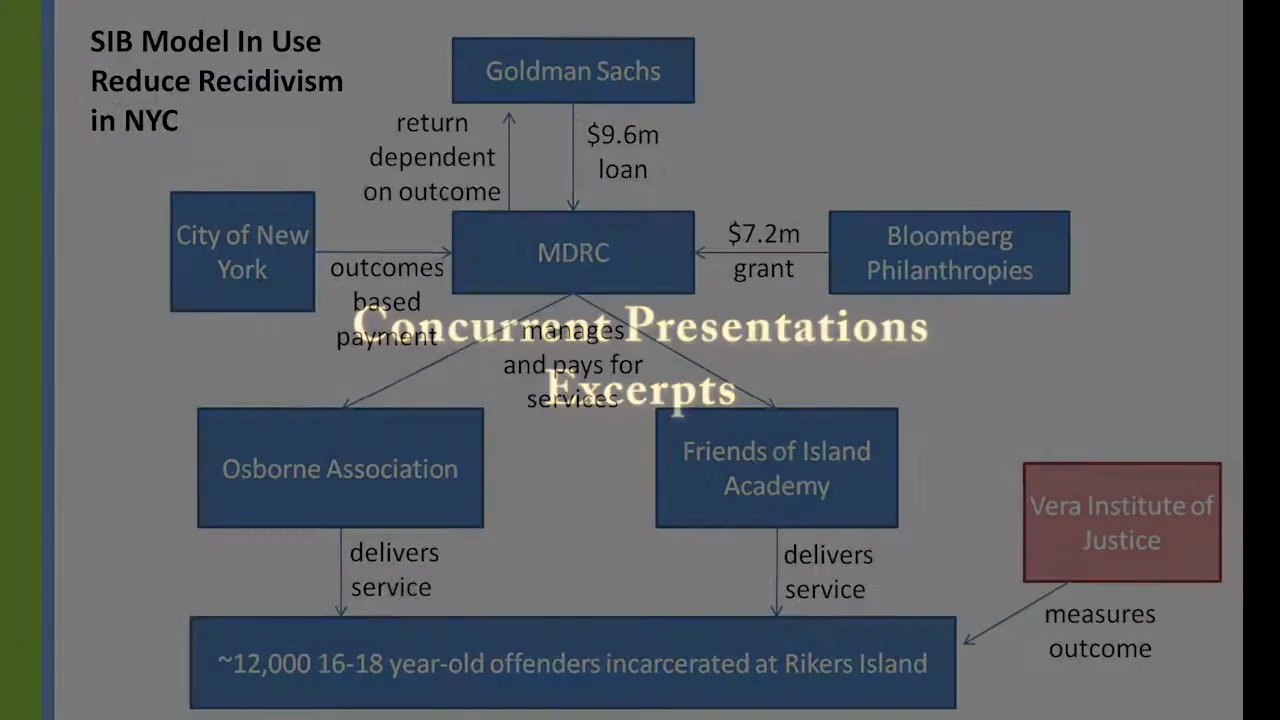 SIB Model In Use
Reduce Recidivism
in NYC
Goldman Sachs
return
dependent
on outcome
$9.6m
loan
City of New
York
outcomes
based
payment
MDRC
$7.2m
grant
Bloomberg
Philanthropies
Concurrent Presentations
Excerpts
manages
and pays for
services
Osborne Association
Friends of Island
Academy
Vera Institute of
Justice
delivers
service
delivers
service
measures
outcome
~12,000 16-18 year-old offenders incarcerated at Rikers Island